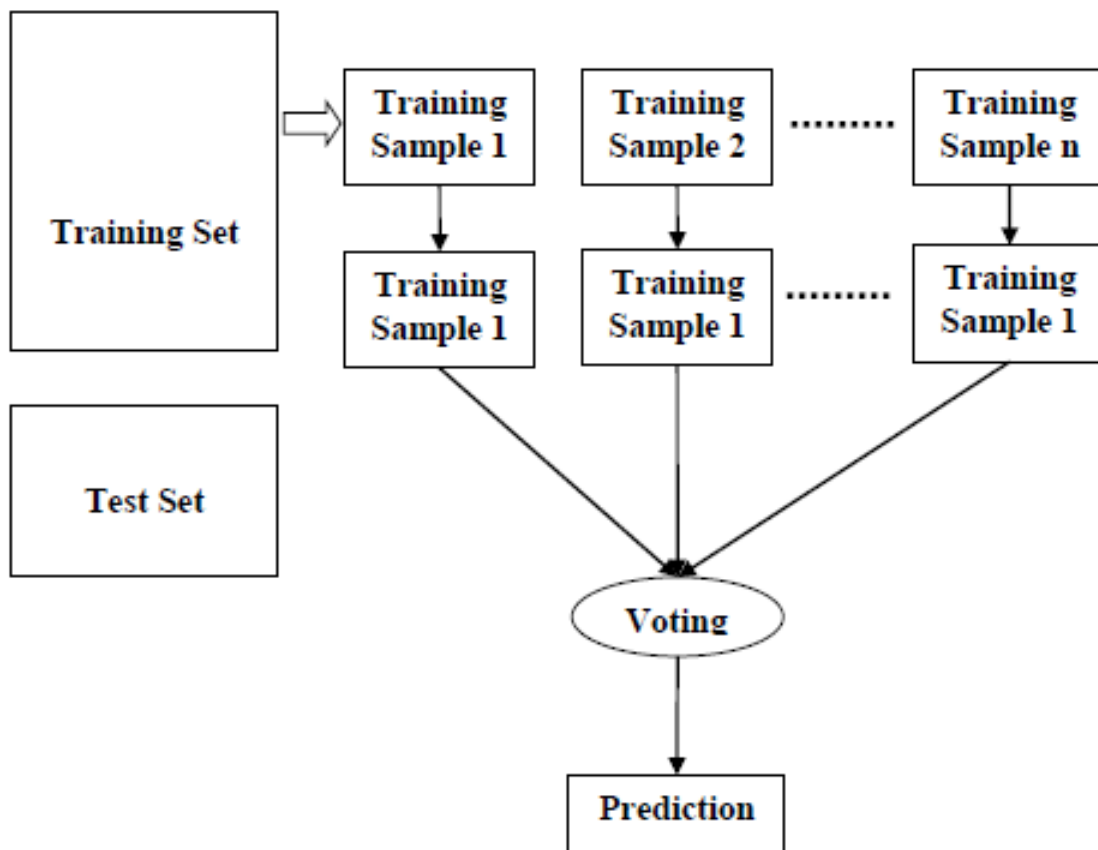 Training Set
Training
Sample 1
Training
Sample 2
Training
Sample n
Training
Sample 1
Training
Sample 1
Training
Sample 1
Test Set
Voting
Prediction